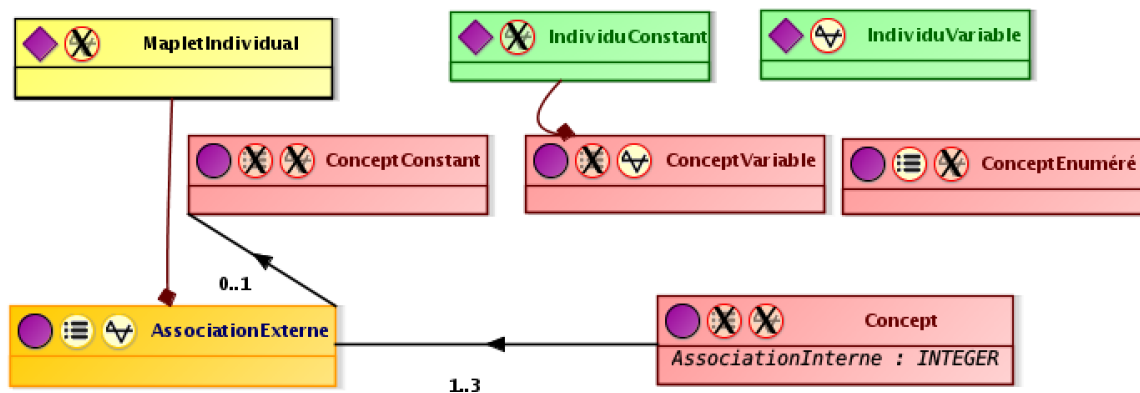 MapletIndividual
IndividuConstant
IndividuVariable
ConceptConstant
ConceptVariable
ConceptEnuméré
0..1
AssociationExterne
Concept
AssociationInterne : INTEGER
1..3